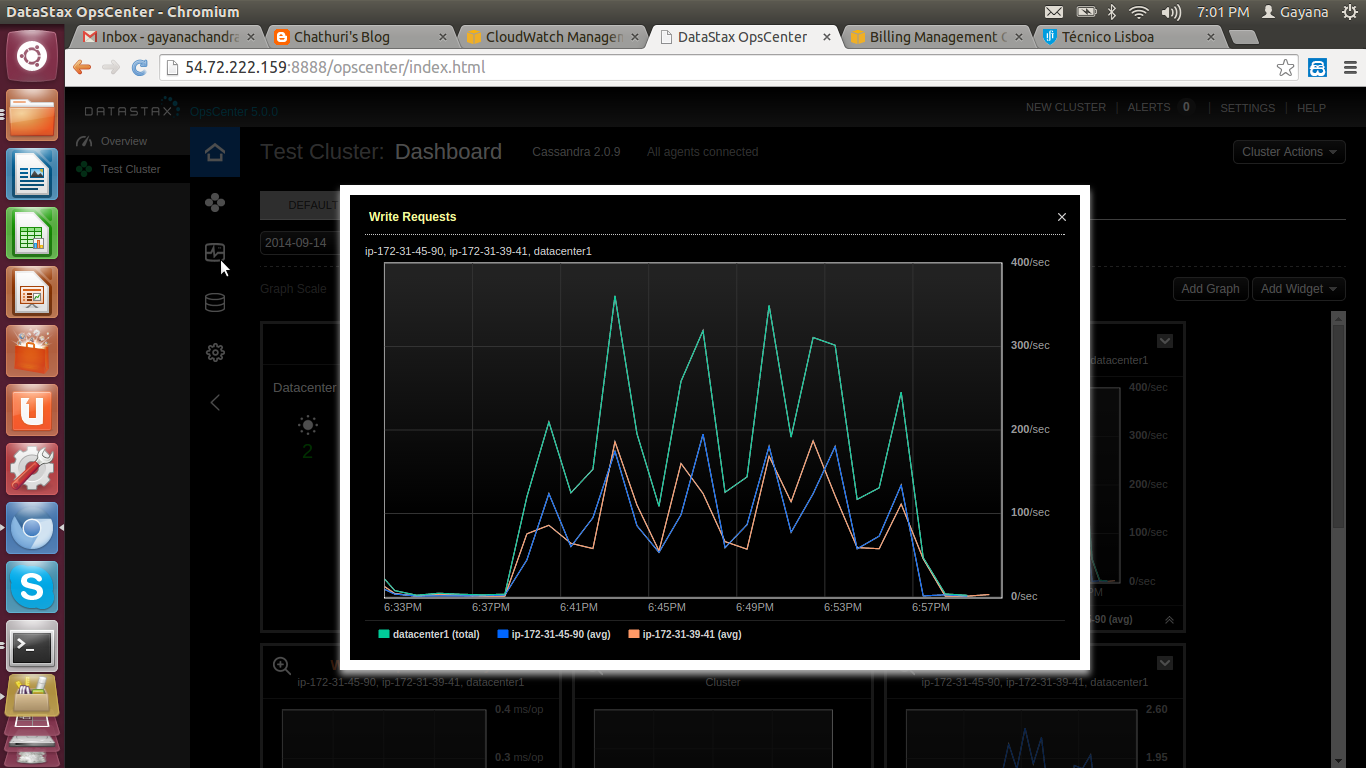 DataStax OpsCenter - Chromium
7:01 PM
Gayana
Inbox - gayanachandra
Chathuri's Blog
CloudWatch Managem
DataStax OpsCenter
Billing Management C
Técnico Lisboa
54.72.222.159:8888/opscenter/index.html
DATASTAX
OpsCenter 5.0.0
NEW CLUSTER | ALERTS 0 | SETTINGS | HELP
Overview
Test Cluster
Test Cluster: Dashboard
Cassandra 2.0.9
All agents connected
Cluster Actions
DEFAULT
2014-09-14
Graph Scale
Add Graph
Add Widget
Datacenter
2
Write Requests
ip-172-31-45-90, ip-172-31-39-41, datacenter1
400/sec
300/sec
200/sec
100/sec
0/sec
6:33PM 6:37PM 6:41PM 6:45PM 6:49PM 6:53PM 6:57PM
datacenter1 (total) ip-172-31-45-90 (avg) ip-172-31-39-41 (avg)
datacenter1
400/sec
300/sec
200/sec
100/sec
0/sec
PM
5-90 (avg)
ip-172-31-45-90, ip-172-31-39-41, datacenter1
0.4 ms/op
0.3 ms/op
Cluster
ip-172-31-45-90, ip-172-31-39-41, datacenter1
2.60
1.95